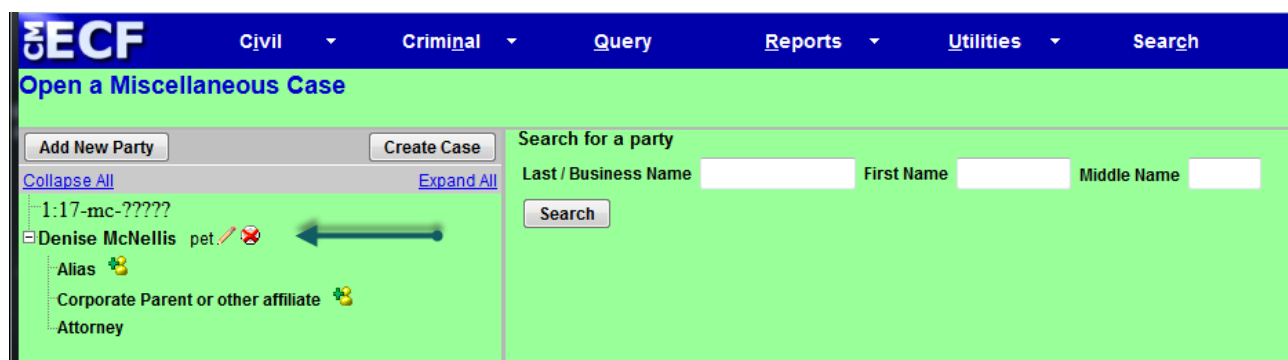 CM ECF Civil Criminal Query Reports Utilities Search
Open a Miscellaneous Case
Add New Party Create Case
Collapse All Expand All
1:17-mc-?????
Denise McNellis pet
Alias
Corporate Parent or other affiliate
Attorney
Search for a party
Last / Business Name First Name Middle Name
Search